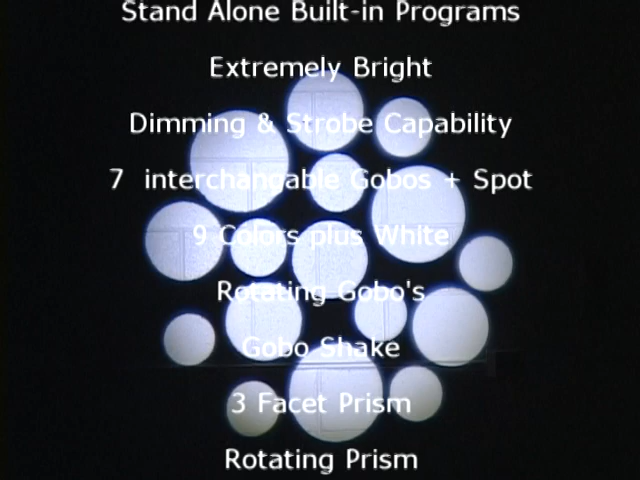 Stand Alone Built-in Programs
Extremely Bright
Dimming & Strobe Capability
7 interchangable Gobos + Spot
9 Colors plus White
Rotating Gobo's
Gobo Shake
3 Facet Prism
Rotating Prism